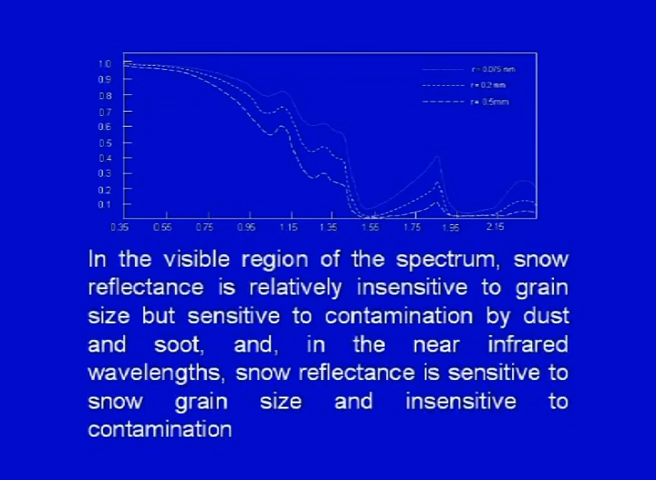 1.0
0.9
0.8
0.7
0.6
0.5
0.4
0.3
0.2
0.1
r= 0.075 mm
r= 0.2 mm
r= 0.5mm
0.35 0.55 0.75 0.95 1.15 1.35 1.55 1.75 1.95 2.15
In the visible region of the spectrum, snow
reflectance is relatively insensitive to grain
size but sensitive to contamination by dust
and soot, and, in the near infrared
wavelengths, snow reflectance is sensitive to
snow grain size and insensitive to
contamination